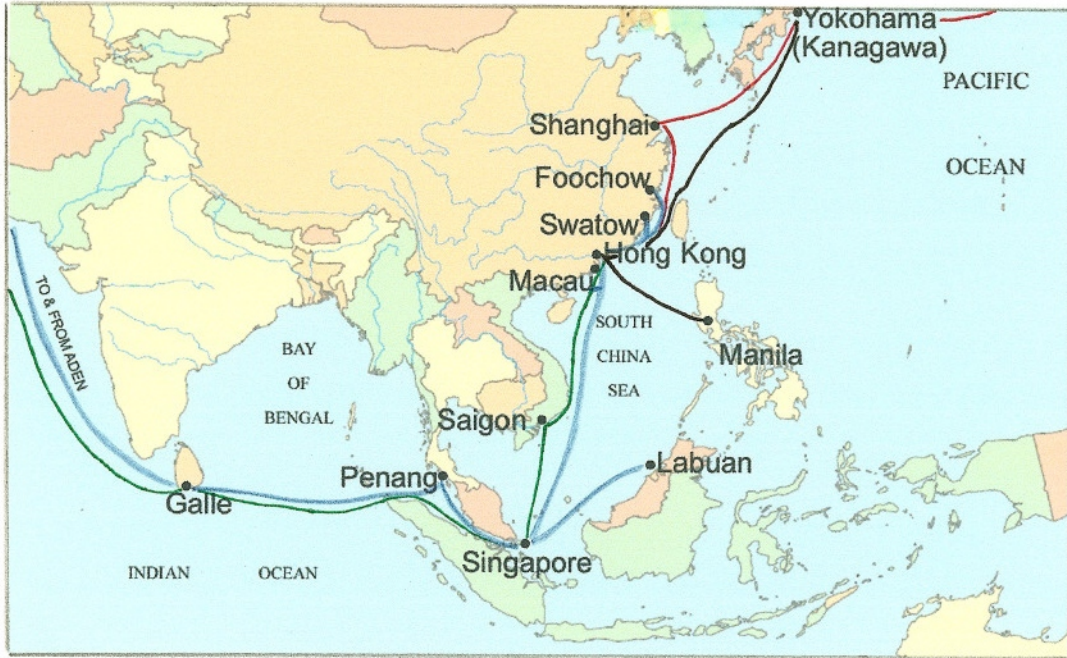 Yokohama
(Kanagawa)
PACIFIC
OCEAN
Shanghai
Foochow
Swatow
Hong Kong
Macau
TO & FROM ADEN
SOUTH
CHINA
SEA
BAY
OF
BENGAL
Manila
Saigon
Penang
Labuan
Galle
Singapore
INDIAN OCEAN